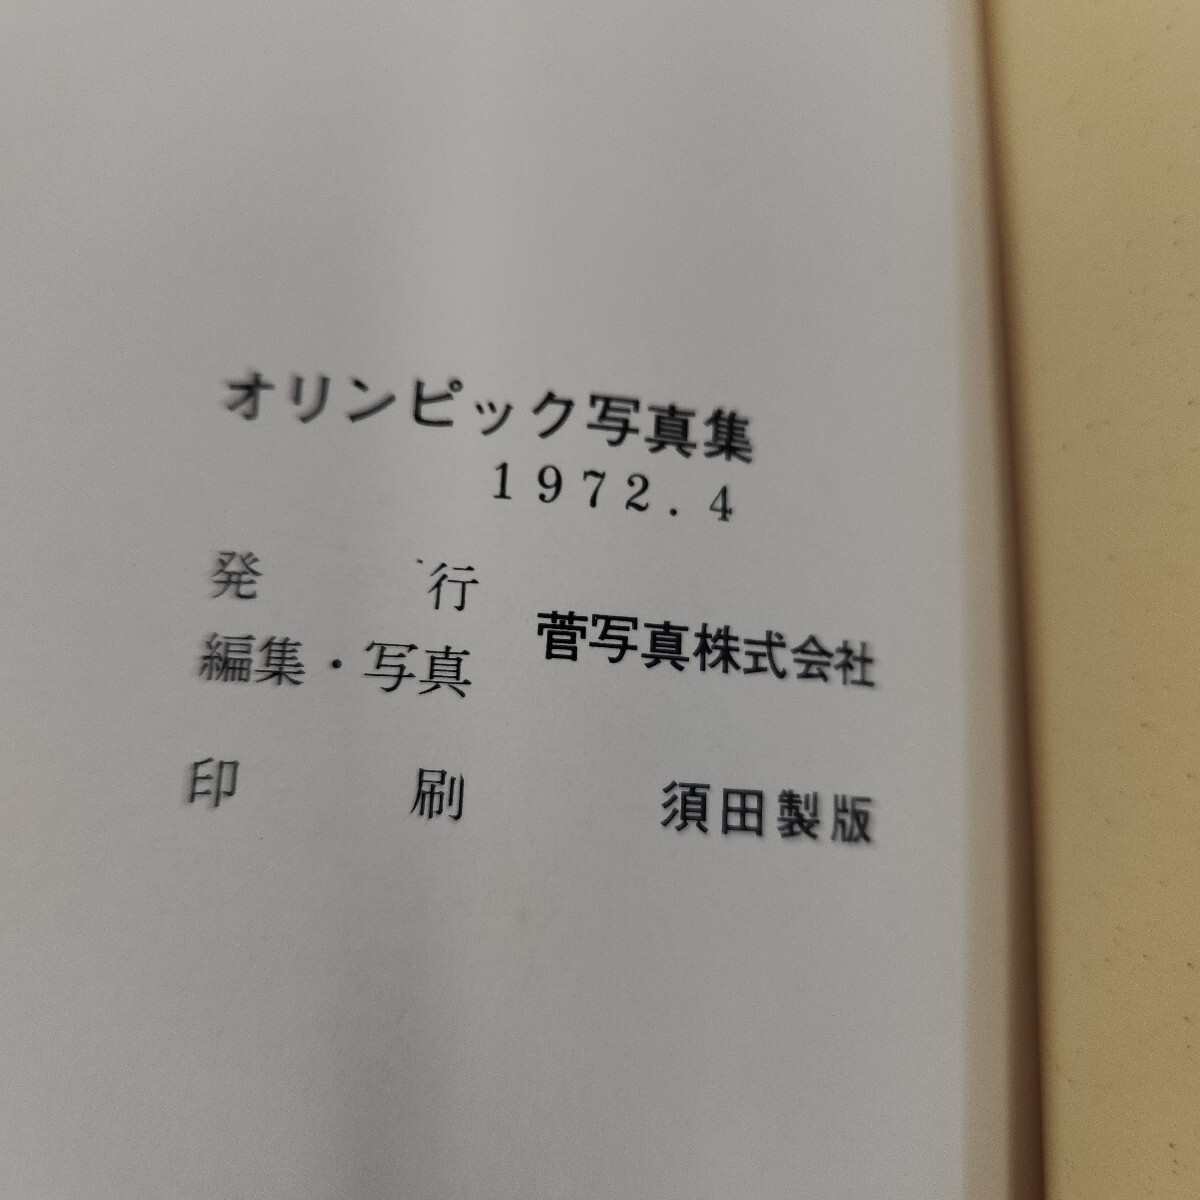 オリンピック写真集
1972.4
発行
編集・写真 菅写真株式会社
印刷 須田製版